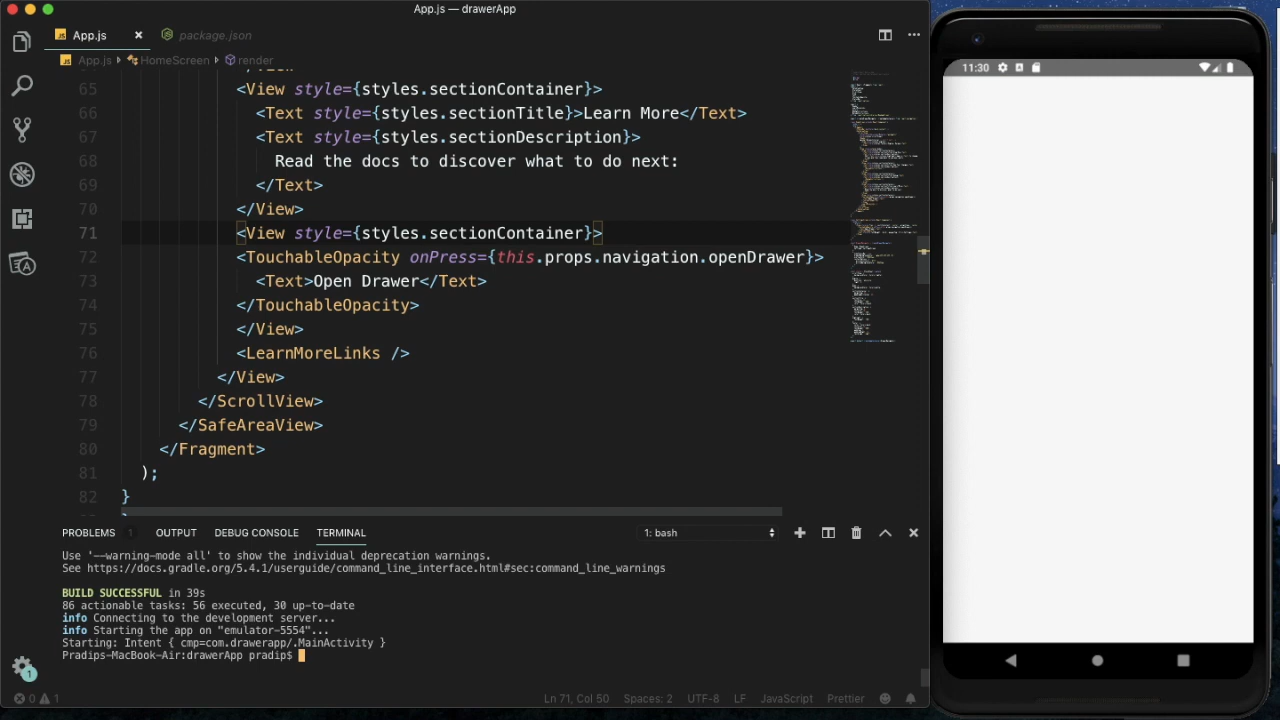 App.js — drawerApp
App.js × package.json
App.js HomeScreen render
65 <View style={styles.sectionContainer}>
66 <Text style={styles.sectionTitle}>Learn More</Text>
67 <Text style={styles.sectionDescription}>
68 Read the docs to discover what to do next:
69 </Text>
70 </View>
71 <View style={styles.sectionContainer}>
72 <TouchableOpacity onPress={this.props.navigation.openDrawer}>
73 <Text>Open Drawer</Text>
74 </TouchableOpacity>
75 </View>
76 <LearnMoreLinks />
77 </View>
78 </ScrollView>
79 </SafeAreaView>
80 </Fragment>
81 );
82 }
PROBLEMS 1 OUTPUT DEBUG CONSOLE TERMINAL 1: bash
Use '--warning-mode all' to show the individual deprecation warnings.
See https://docs.gradle.org/5.4.1/userguide/command_line_interface.html#sec:command_line_warnings
BUILD SUCCESSFUL in 39s
86 actionable tasks: 56 executed, 30 up-to-date
info Connecting to the development server...
info Starting the app on "emulator-5554"...
Starting: Intent { cmp=com.drawerapp/.MainActivity }
Pradips-MacBook-Air:drawerApp pradip$
1
0 1 Ln 71, Col 50 Spaces: 2 UTF-8 LF JavaScript Prettier
11:30